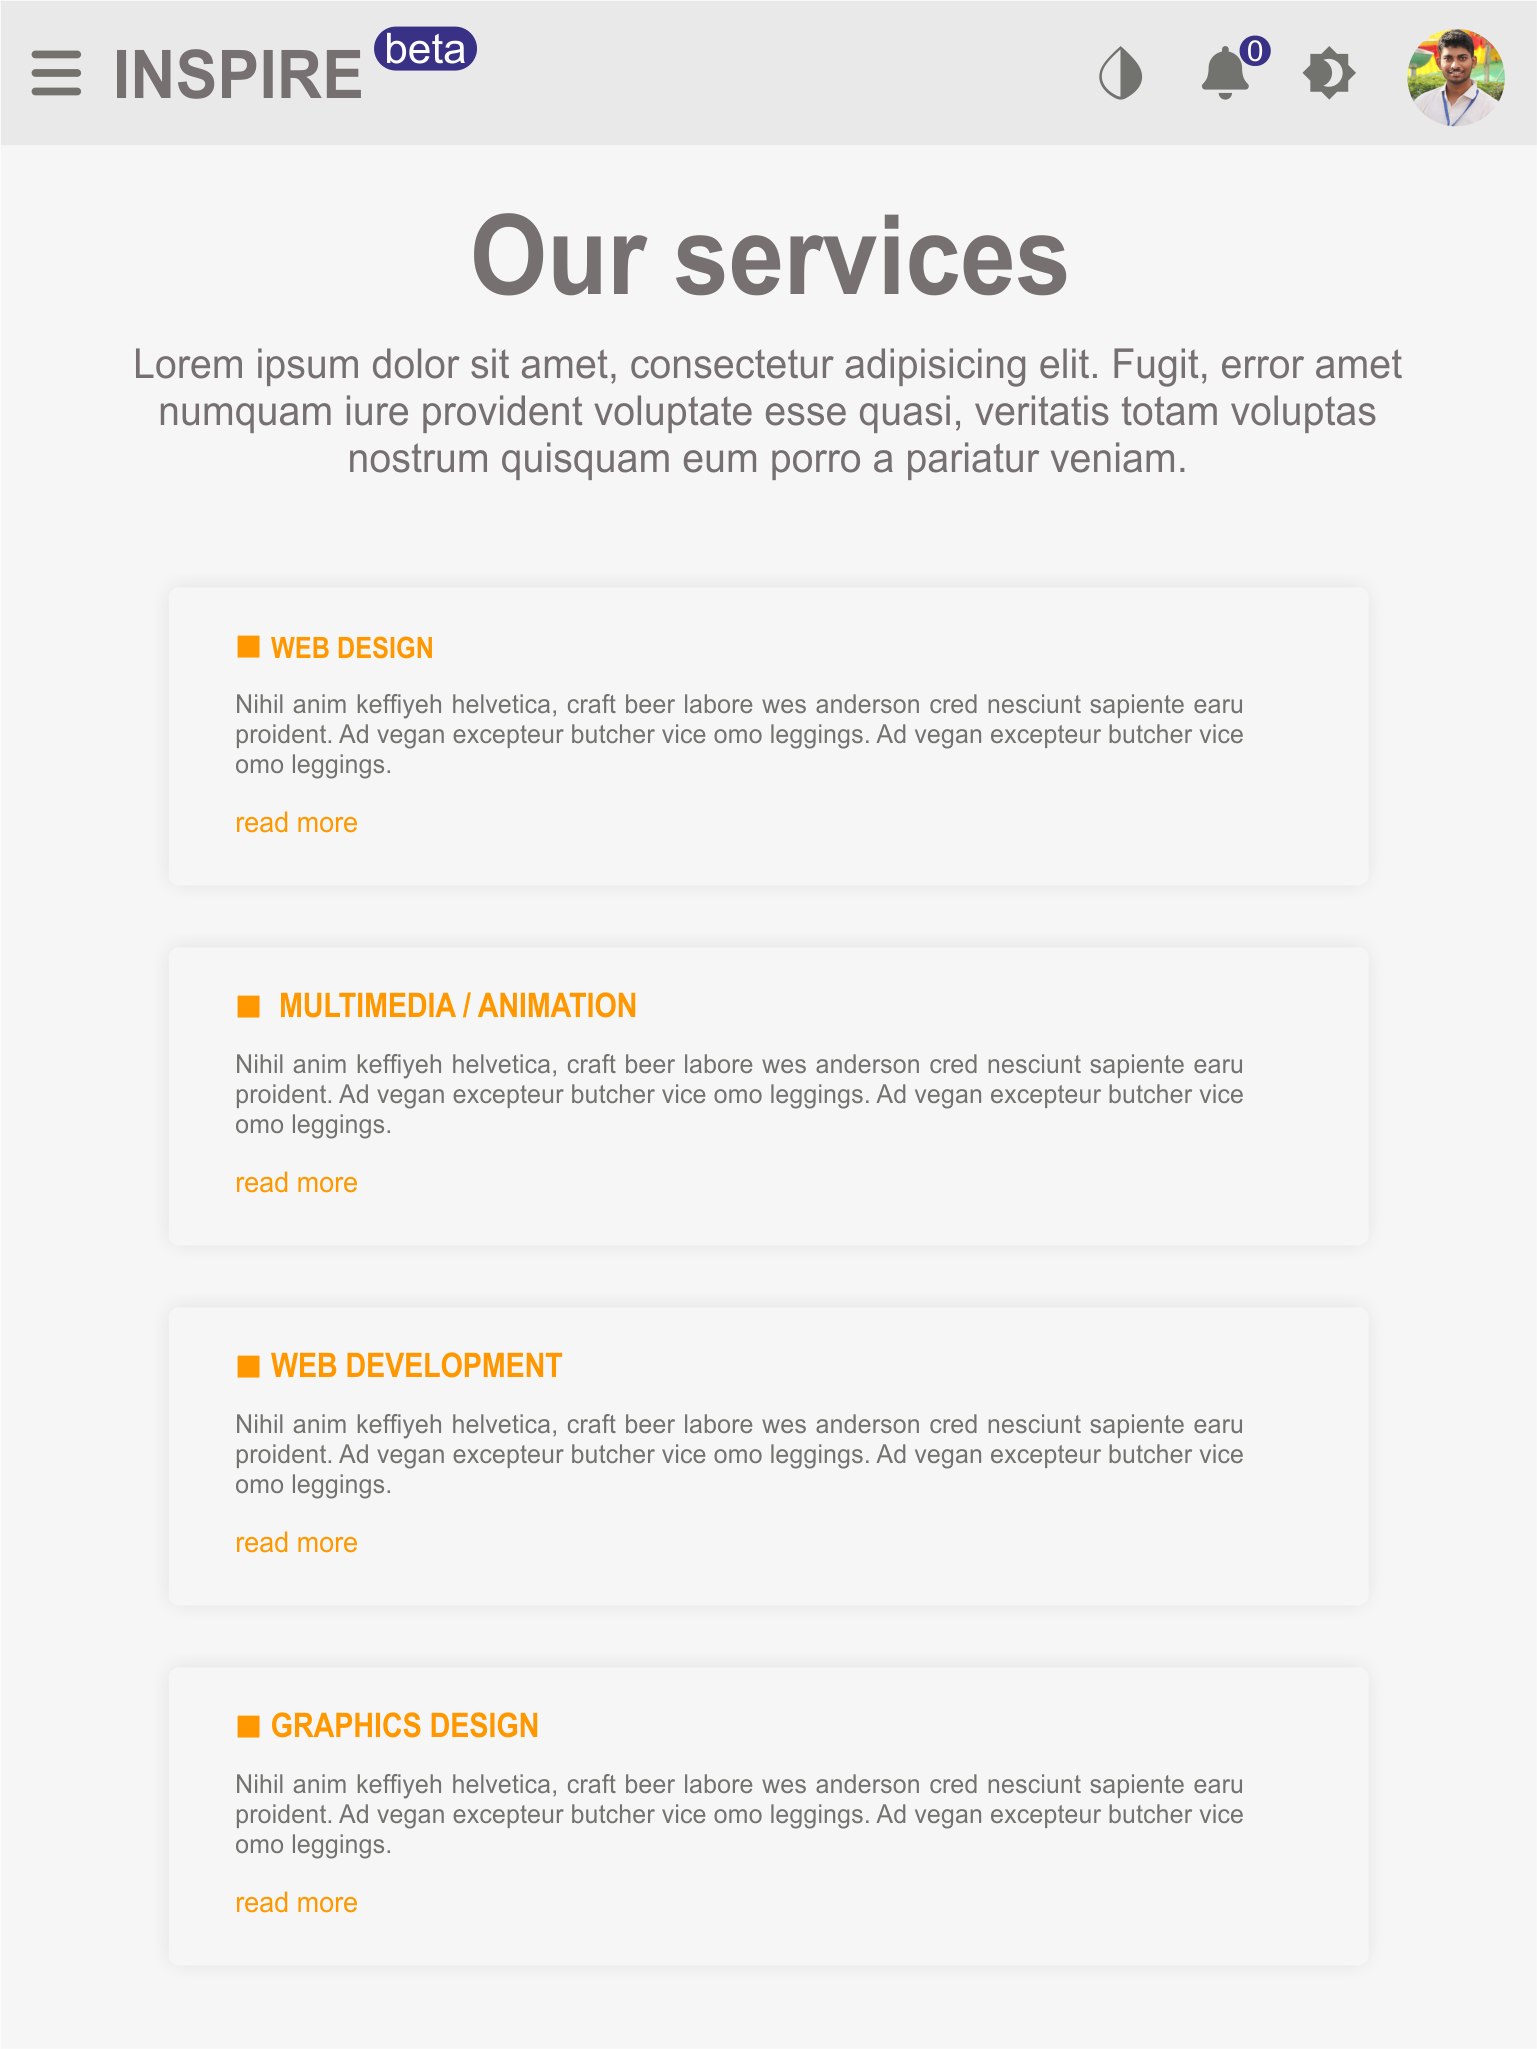 INSPIRE beta
0
Our services
Lorem ipsum dolor sit amet, consectetur adipisicing elit. Fugit, error amet
numquam iure provident voluptate esse quasi, veritatis totam voluptas
nostrum quisquam eum porro a pariatur veniam.
WEB DESIGN
Nihil anim keffiyeh helvetica, craft beer labore wes anderson cred nesciunt sapiente earu
proident. Ad vegan excepteur butcher vice omo leggings. Ad vegan excepteur butcher vice
omo leggings.
read more
MULTIMEDIA / ANIMATION
Nihil anim keffiyeh helvetica, craft beer labore wes anderson cred nesciunt sapiente earu
proident. Ad vegan excepteur butcher vice omo leggings. Ad vegan excepteur butcher vice
omo leggings.
read more
WEB DEVELOPMENT
Nihil anim keffiyeh helvetica, craft beer labore wes anderson cred nesciunt sapiente earu
proident. Ad vegan excepteur butcher vice omo leggings. Ad vegan excepteur butcher vice
omo leggings.
read more
GRAPHICS DESIGN
Nihil anim keffiyeh helvetica, craft beer labore wes anderson cred nesciunt sapiente earu
proident. Ad vegan excepteur butcher vice omo leggings. Ad vegan excepteur butcher vice
omo leggings.
read more